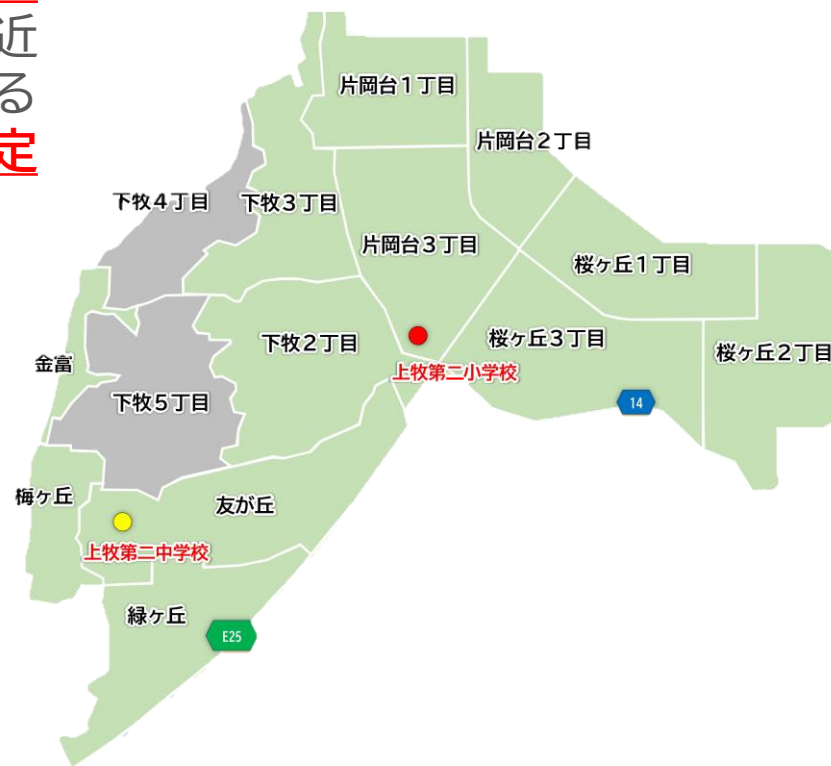 近
る
定
片岡台1丁目
片岡台2丁目
下牧4丁目
下牧3丁目
片岡台3丁目
桜ヶ丘1丁目
金富
下牧2丁目
桜ヶ丘3丁目
桜ヶ丘2丁目
上牧第二小学校
下牧5丁目
14
梅ヶ丘
友が丘
上牧第二中学校
緑ヶ丘
E25